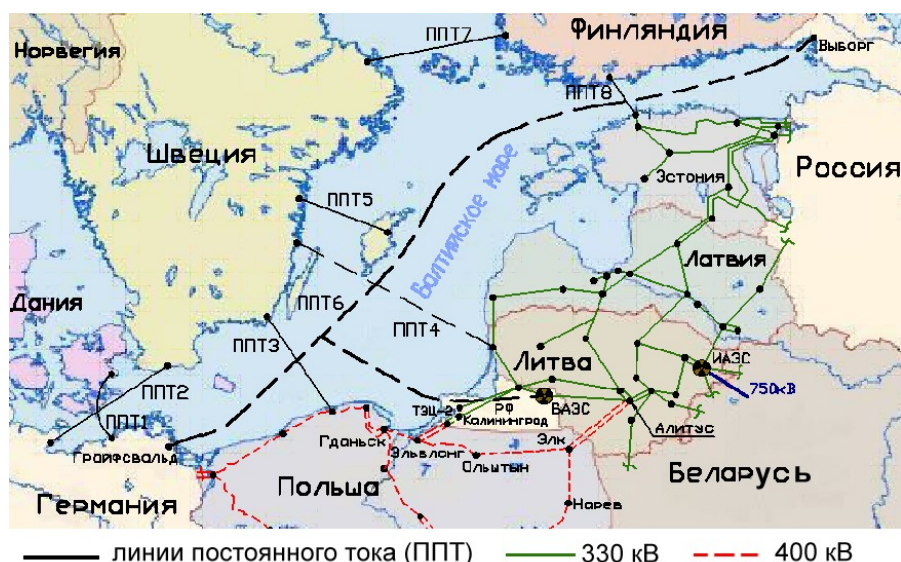 Норвегия
ППТ7
Финляндия
Выборг
ППТ8
Швеция
Эстония
Россия
ППТ5
Балтийское море
Латвия
Дания
ППТ6
ППТ4
ППТ3
Литва
ИАЭС
ППТ2
750кВ
ТЭЦ-2
РФ
БАЭС
ППТ1
Калининград
Алитус
Грайфсвальд
Гданьск
Эльблонг
Элк
Ольштын
Беларусь
Польша
Германия
Нарев
линии постоянного тока (ППТ)
330 кВ
400 кВ